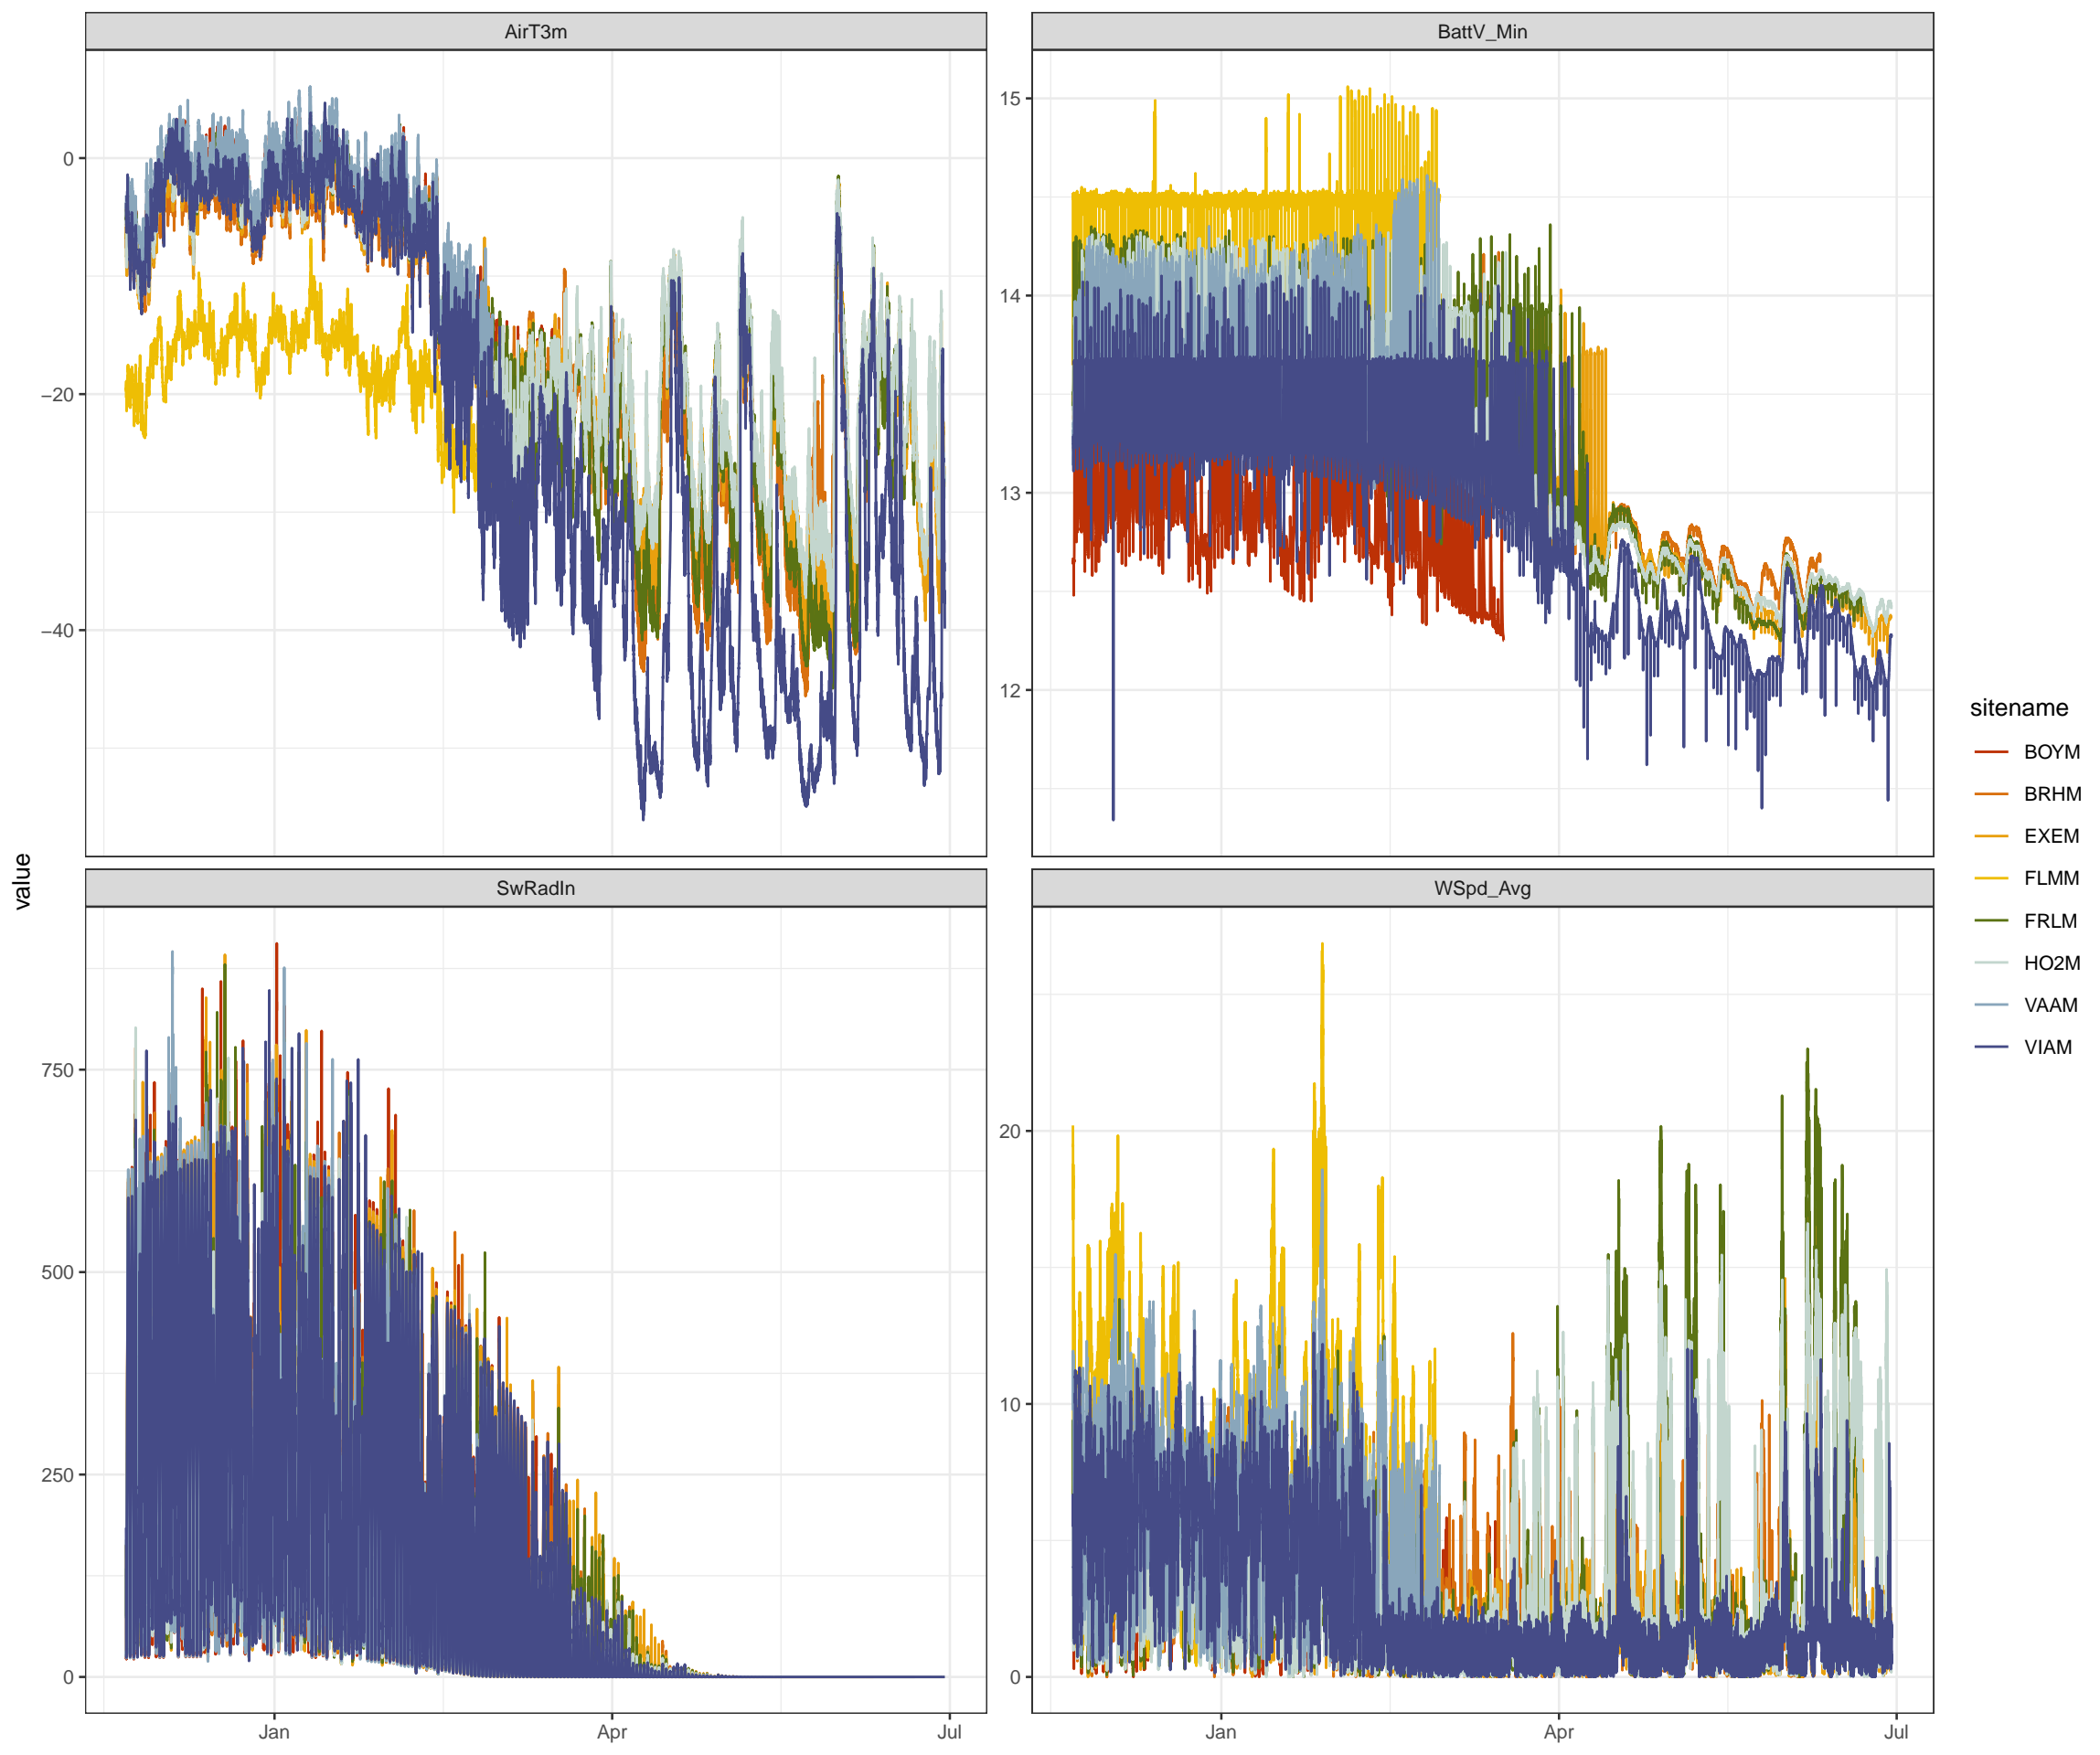 AirT3m
BattV_Min
0
−20
−40
15
14
13
12
value
SwRadIn
WSpd_Avg
750
500
250
0
20
10
0
Jan
Apr
Jul
Jan
Apr
Jul
sitename
BOYM
BRHM
EXEM
FLMM
FRLM
HO2M
VAAM
VIAM